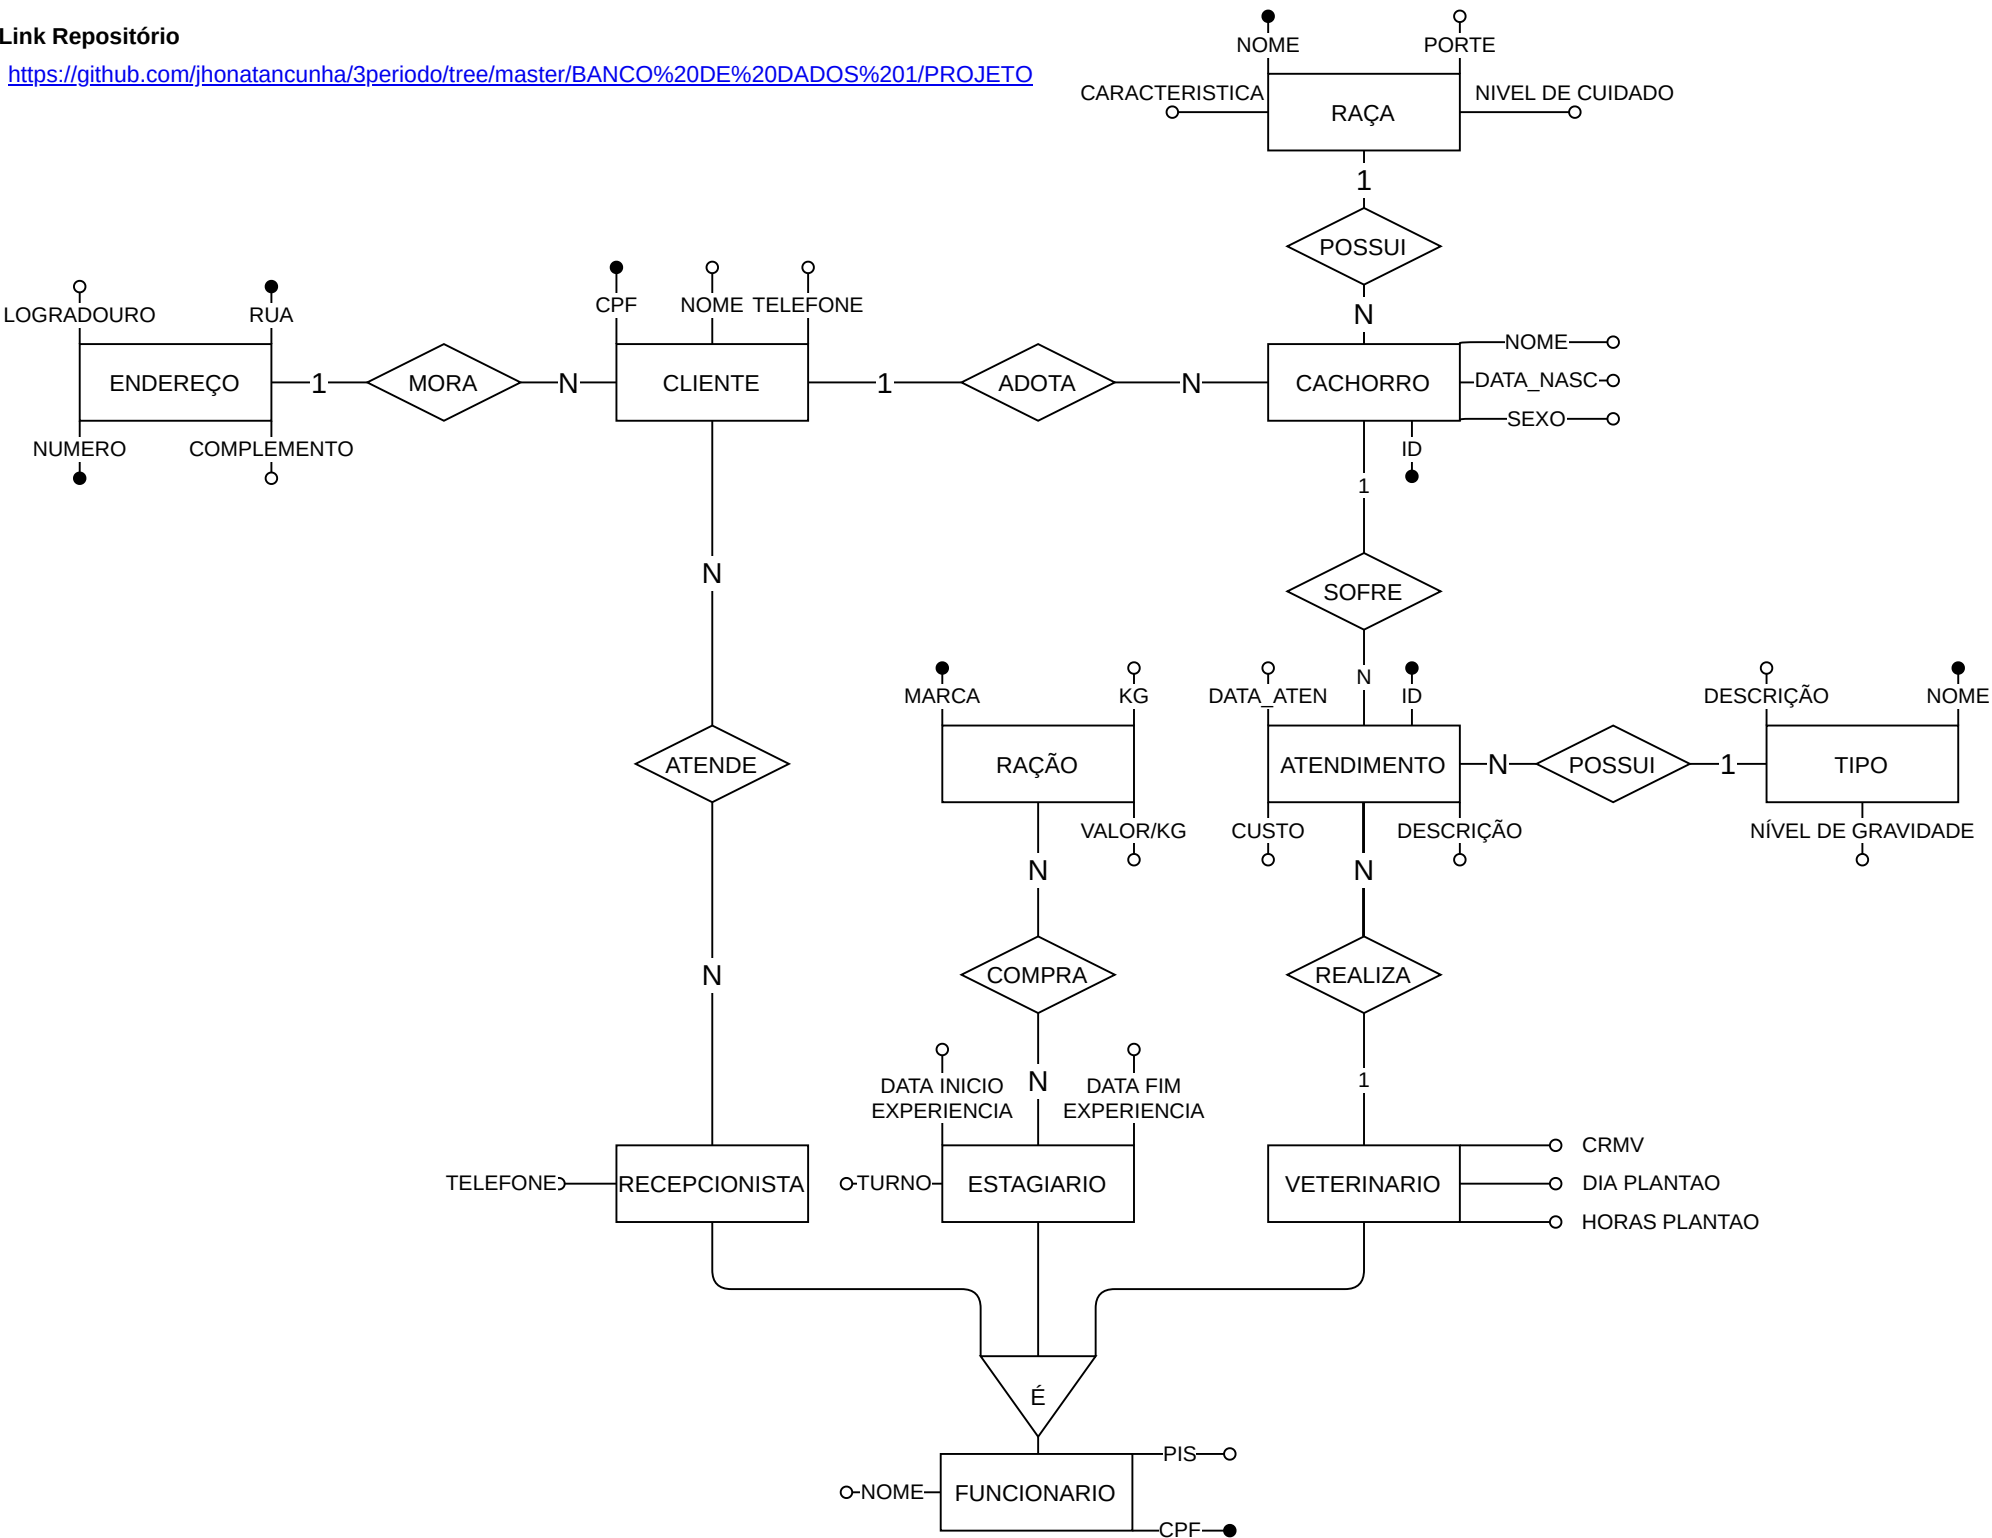 Link Repositório
https://github.com/jhonatancunha/3periodo/tree/master/BANCO%20DE%20DADOS%201/PROJETO
NOME
PORTE
CARACTERISTICA
NIVEL DE CUIDADO
RAÇA
1
POSSUI
N
LOGRADOURO
RUA
CPF
NOME
TELEFONE
ENDEREÇO
1
MORA
N
CLIENTE
1
ADOTA
N
CACHORRO
NOME
DATA_NASC
SEXO
NUMERO
COMPLEMENTO
ID
1
N
SOFRE
N
MARCA
KG
DATA_ATEN
ID
DESCRIÇÃO
NOME
ATENDE
RAÇÃO
ATENDIMENTO
N
POSSUI
1
TIPO
VALOR/KG
CUSTO
DESCRIÇÃO
NÍVEL DE GRAVIDADE
N
N
N
COMPRA
REALIZA
N
1
DATA INICIO
EXPERIENCIA
DATA FIM
EXPERIENCIA
TELEFONE
RECEPCIONISTA
TURNO
ESTAGIARIO
VETERINARIO
CRMV
DIA PLANTAO
HORAS PLANTAO
É
PIS
NOME
FUNCIONARIO
CPF